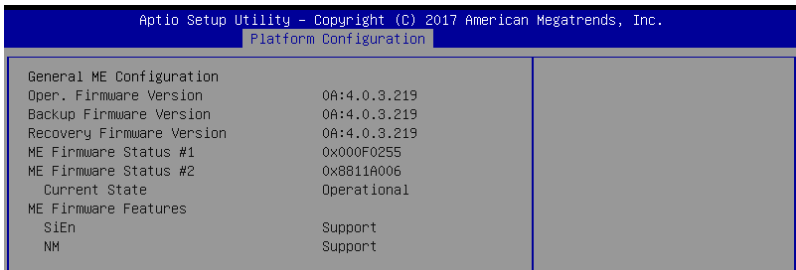 Aptio Setup Utility – Copyright (C) 2017 American Megatrends, Inc.
Platform Configuration
General ME Configuration
Oper. Firmware Version 0A:4.0.3.219
Backup Firmware Version 0A:4.0.3.219
Recovery Firmware Version 0A:4.0.3.219
ME Firmware Status #1 0x000F0255
ME Firmware Status #2 0x8811A006
Current State Operational
ME Firmware Features
SiEn Support
NM Support